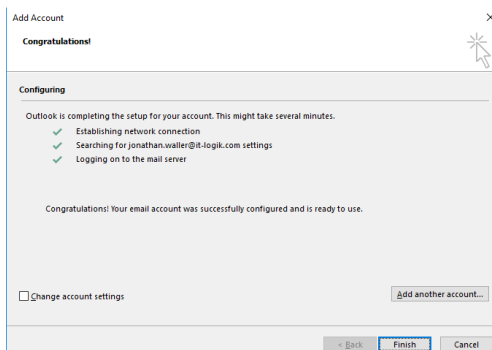 Add Account
Congratulations!
Configuring
Outlook is completing the setup for your account. This might take several minutes.
Establishing network connection
Searching for jonathan.waller@it-logik.com settings
Logging on to the mail server
Congratulations! Your email account was successfully configured and is ready to use.
Change account settings
Add another account...
< Back
Finish
Cancel